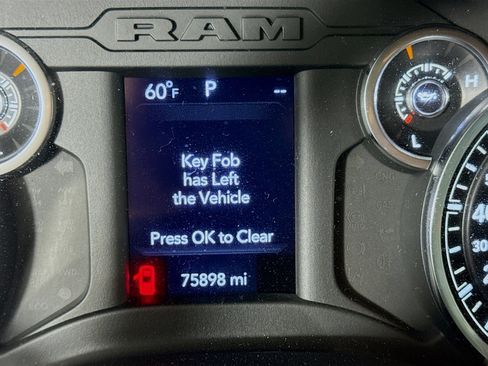 RAM
60°F P --
H
Key Fob
has Left
the Vehicle
L
Press OK to Clear
75898 mi